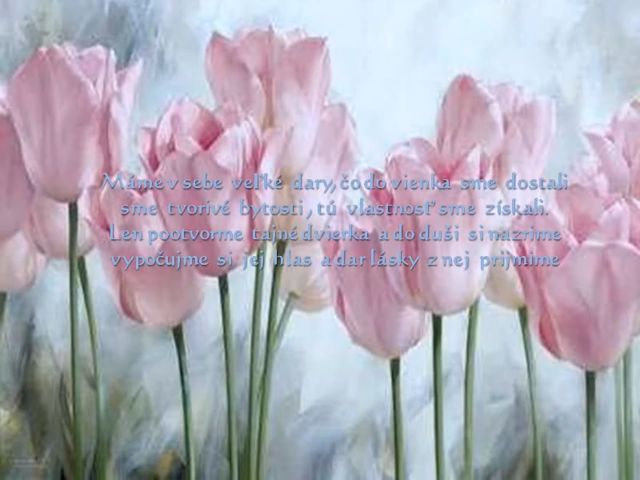 Máme v sebe veľké dary, čo do vienka sme dostali
sme tvorivé bytosti, tú vlastnosť sme získali.
Len pootvorme tajné dvierka a do duši si nazrime
vypočujme si jej hlas a dar lásky z nej prijmime